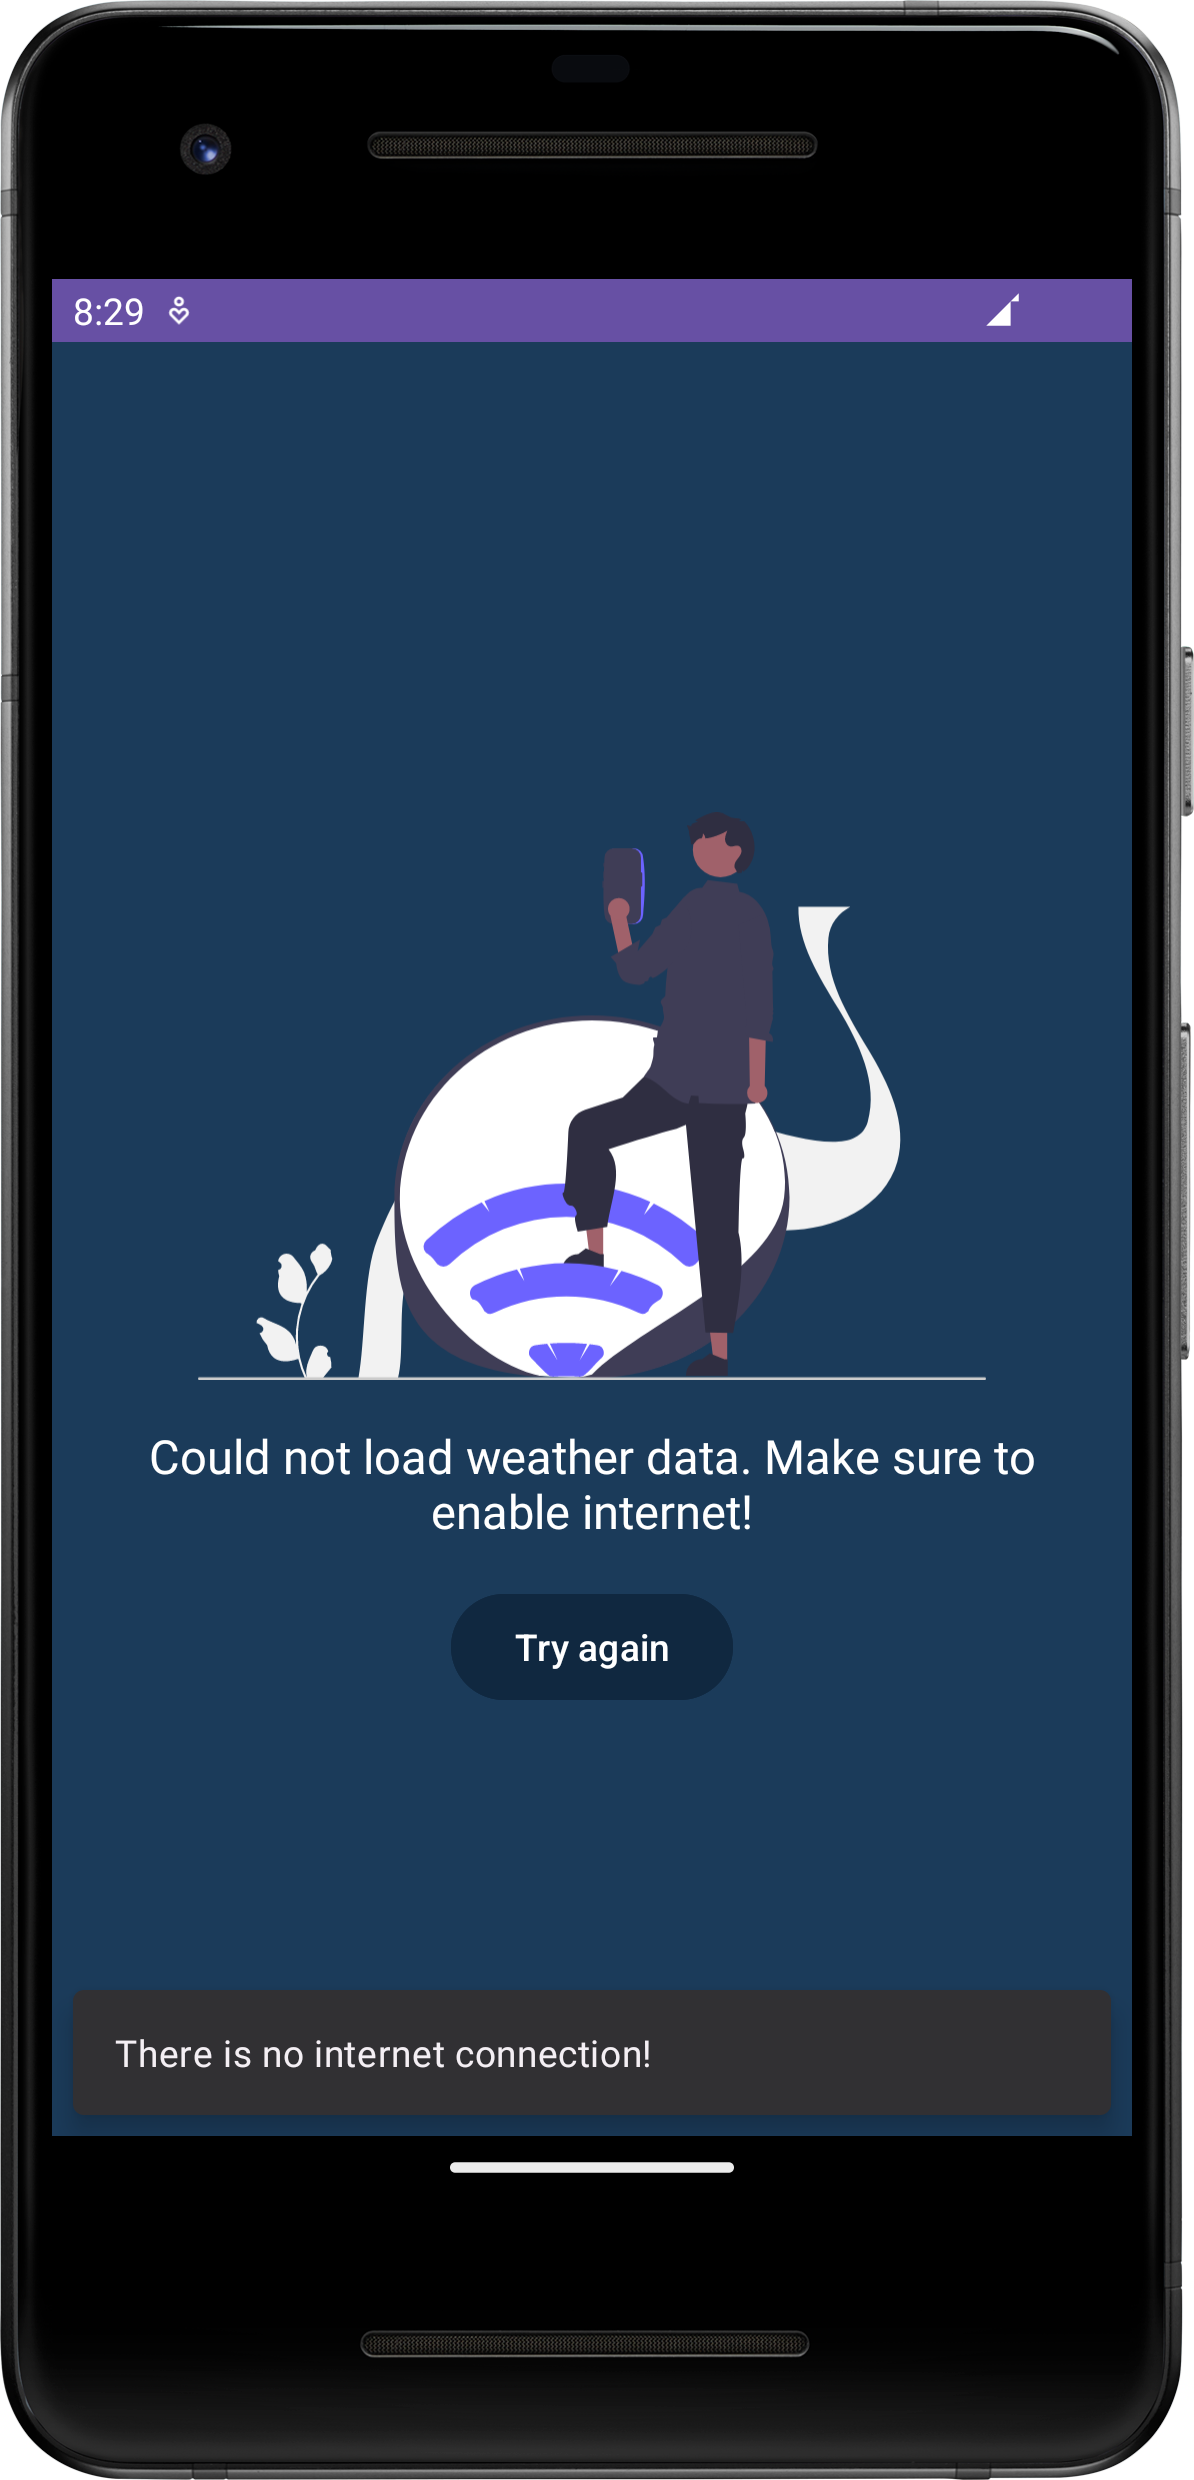 8:29
Could not load weather data. Make sure to
enable internet!
Try again
There is no internet connection!